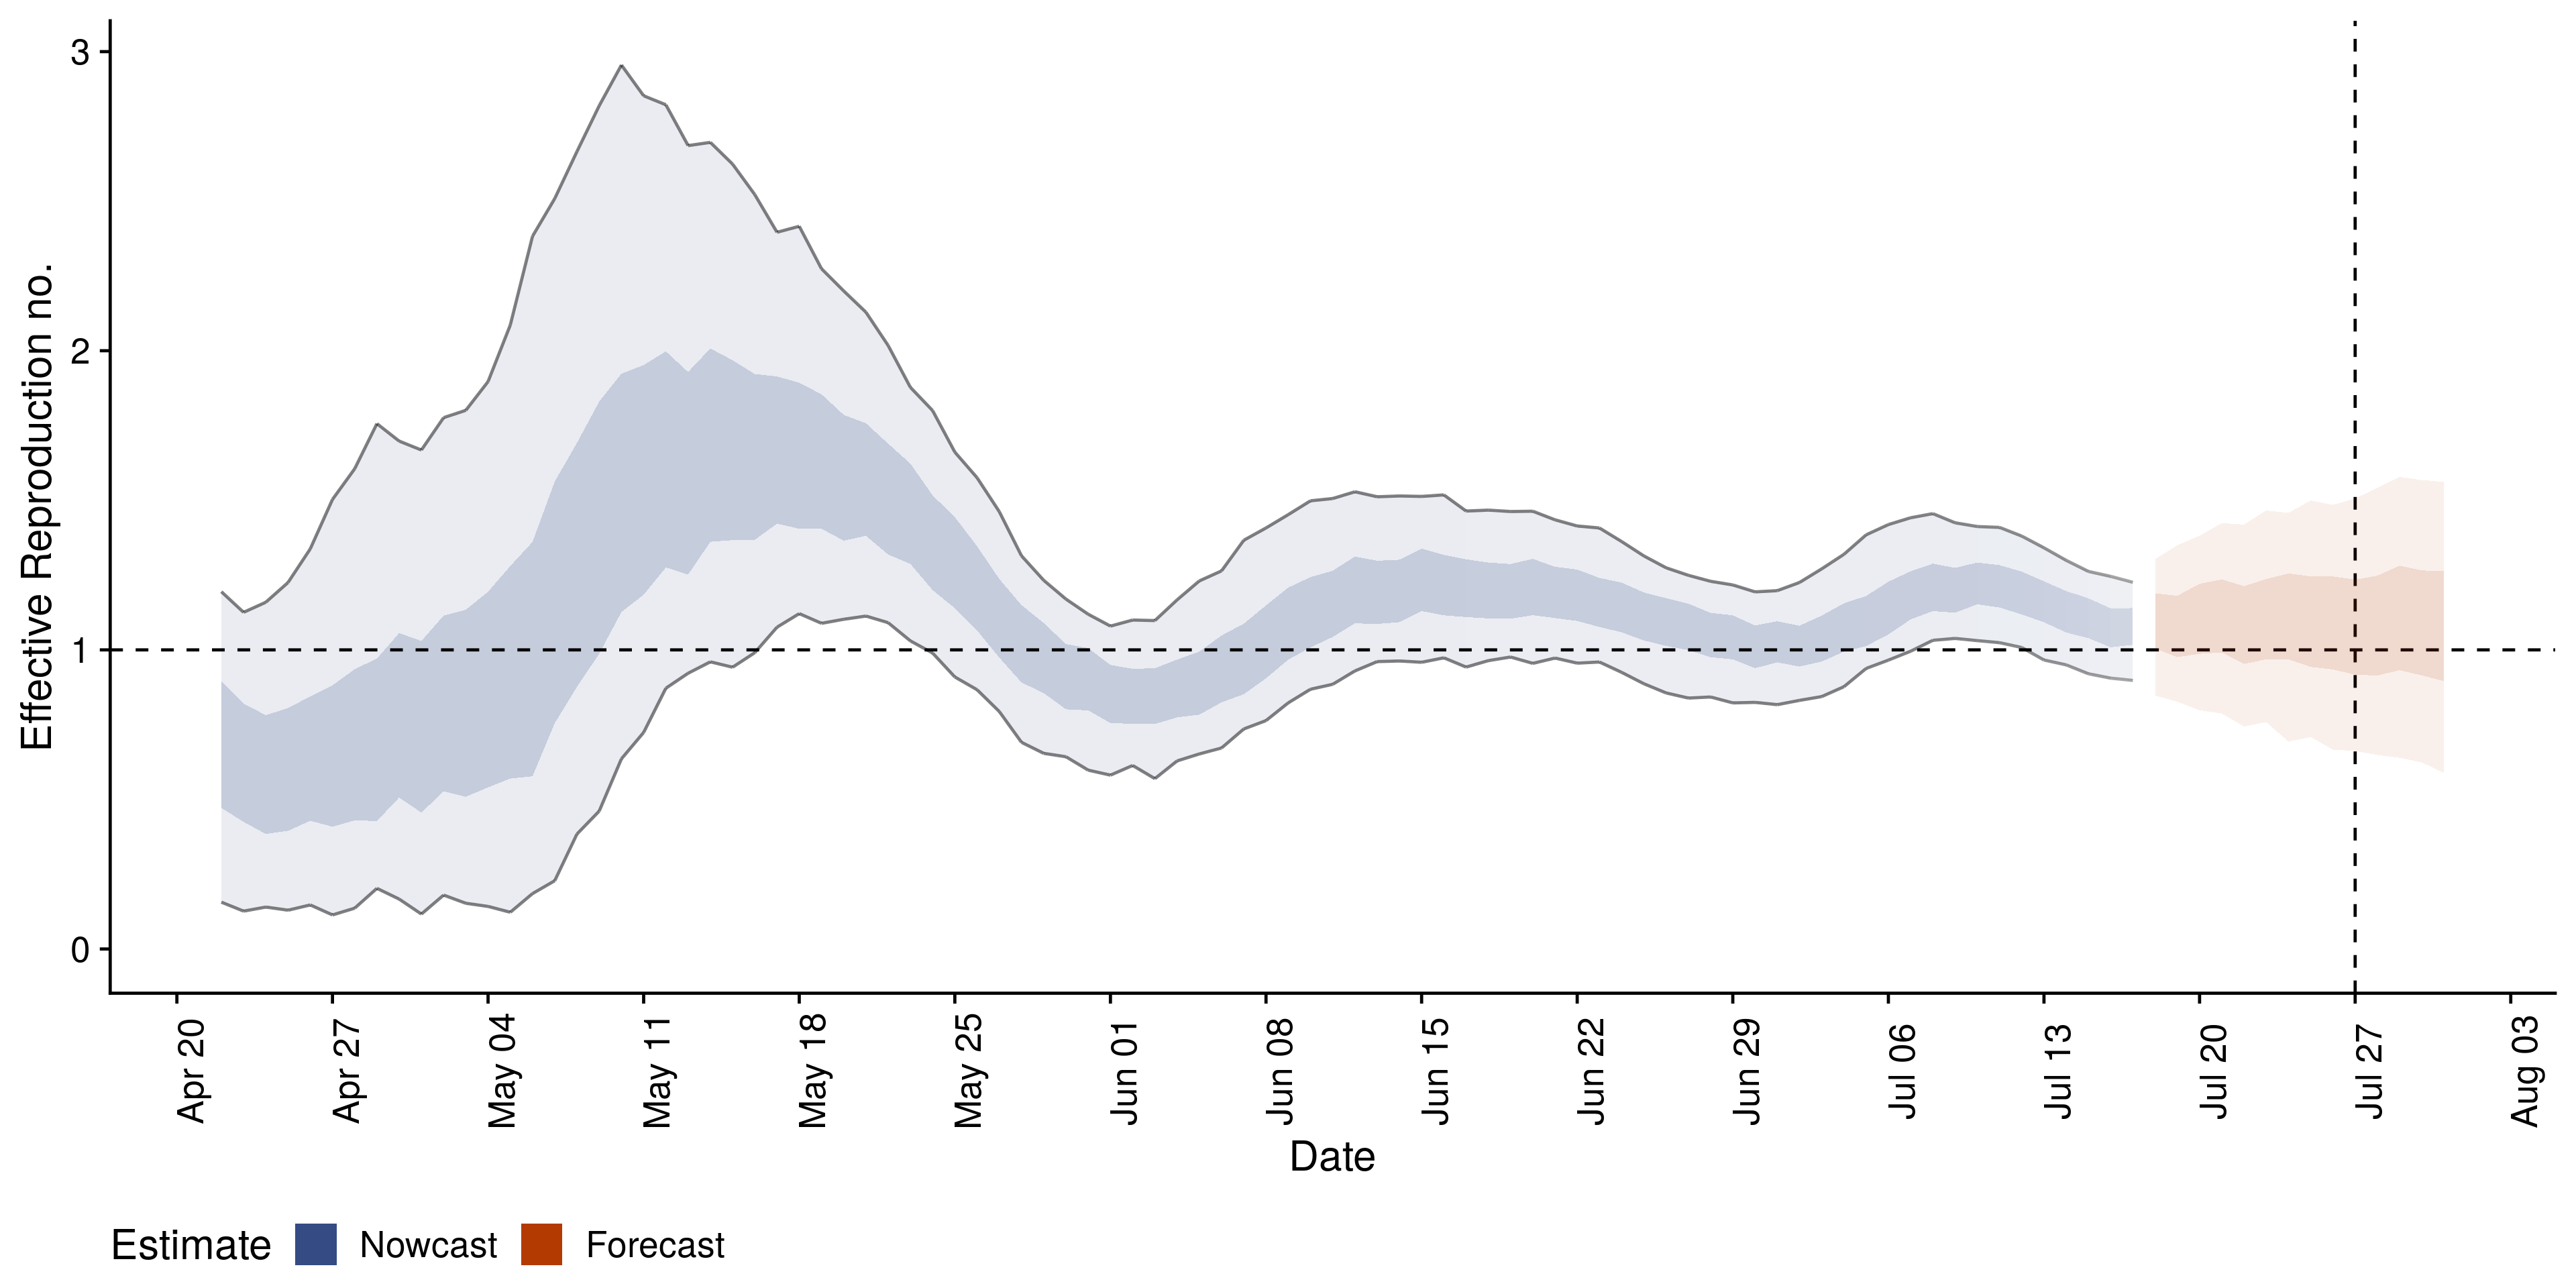 Effective Reproduction no.
3
2
1
0
Apr 20
Apr 27
May 04
May 11
May 18
May 25
Jun 01
Jun 08
Jun 15
Jun 22
Jun 29
Jul 06
Jul 13
Jul 20
Jul 27
Aug 03
Date
Estimate Nowcast Forecast